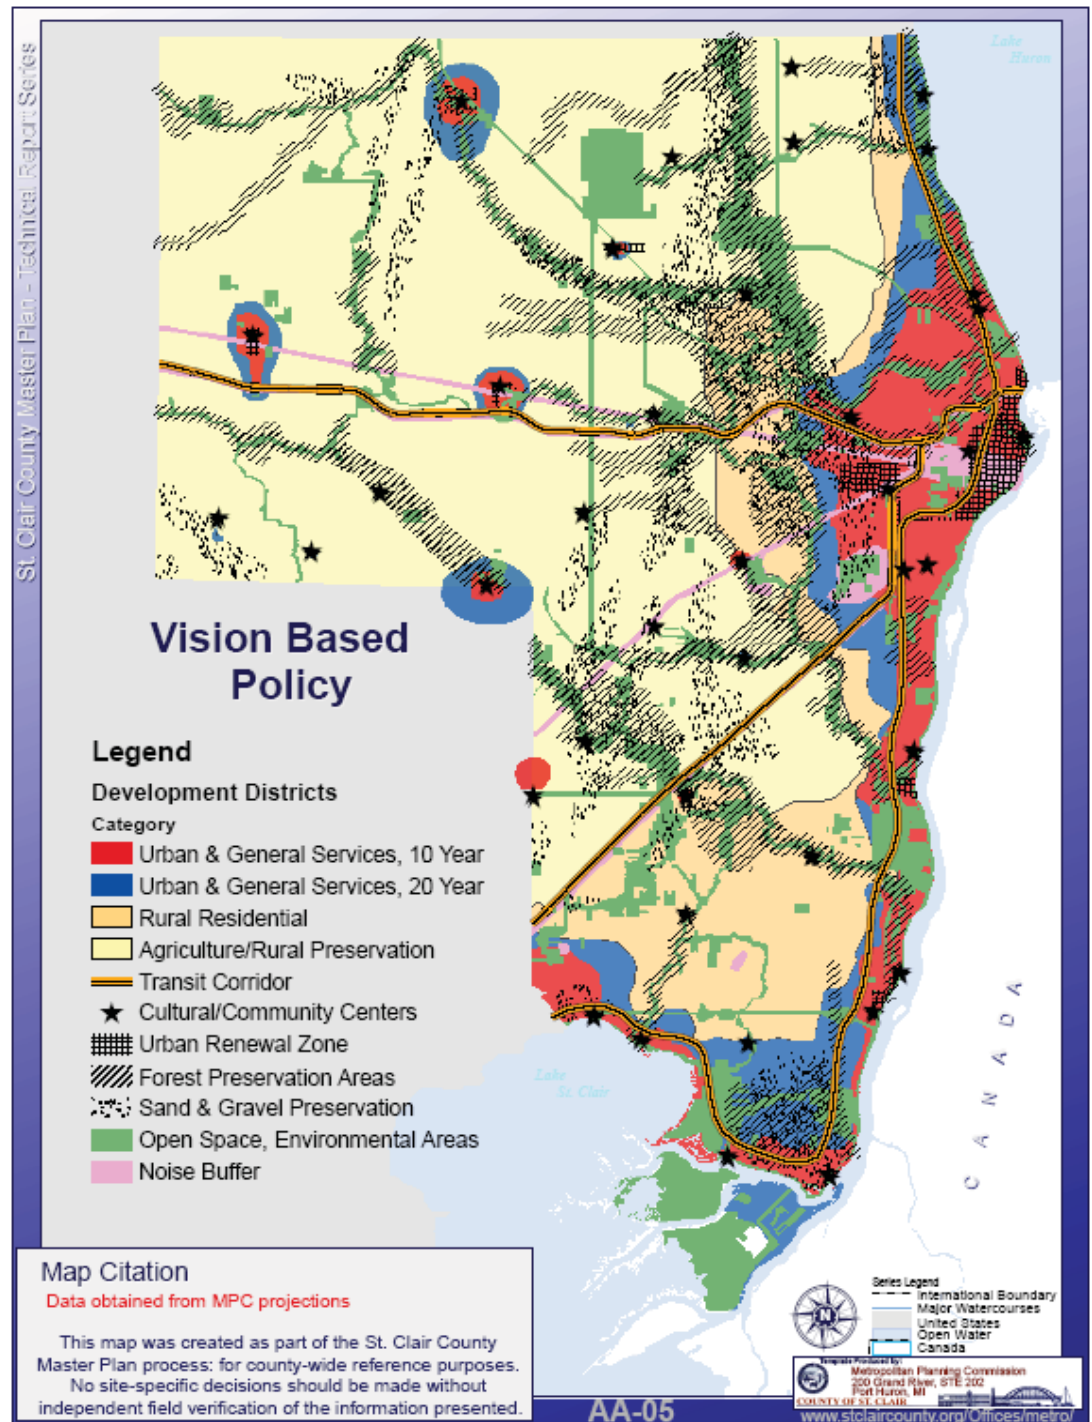 St. Clair County Master Plan - Technical Report Series
Lake
Huron
Vision Based
Policy
Legend
Development Districts
Category
Urban & General Services, 10 Year
Urban & General Services, 20 Year
Rural Residential
Agriculture/Rural Preservation
Transit Corridor
Cultural/Community Centers
Urban Renewal Zone
Forest Preservation Areas
Sand & Gravel Preservation
Open Space, Environmental Areas
Noise Buffer
Lake
St. Clair
CANADA
Map Citation
Data obtained from MPC projections
This map was created as part of the St. Clair County
Master Plan process: for county-wide reference purposes.
No site-specific decisions should be made without
independent field verification of the information presented.
AA-05
N
Series Legend
International Boundary
Major Watercourses
United States
Open Water
Canada
Template Produced by:
Metropolitan Planning Commission
200 Grand River, STE 202
Port Huron, MI
COUNTY OF ST. CLAIR
www.stclaircounty.org/Offices/metro/